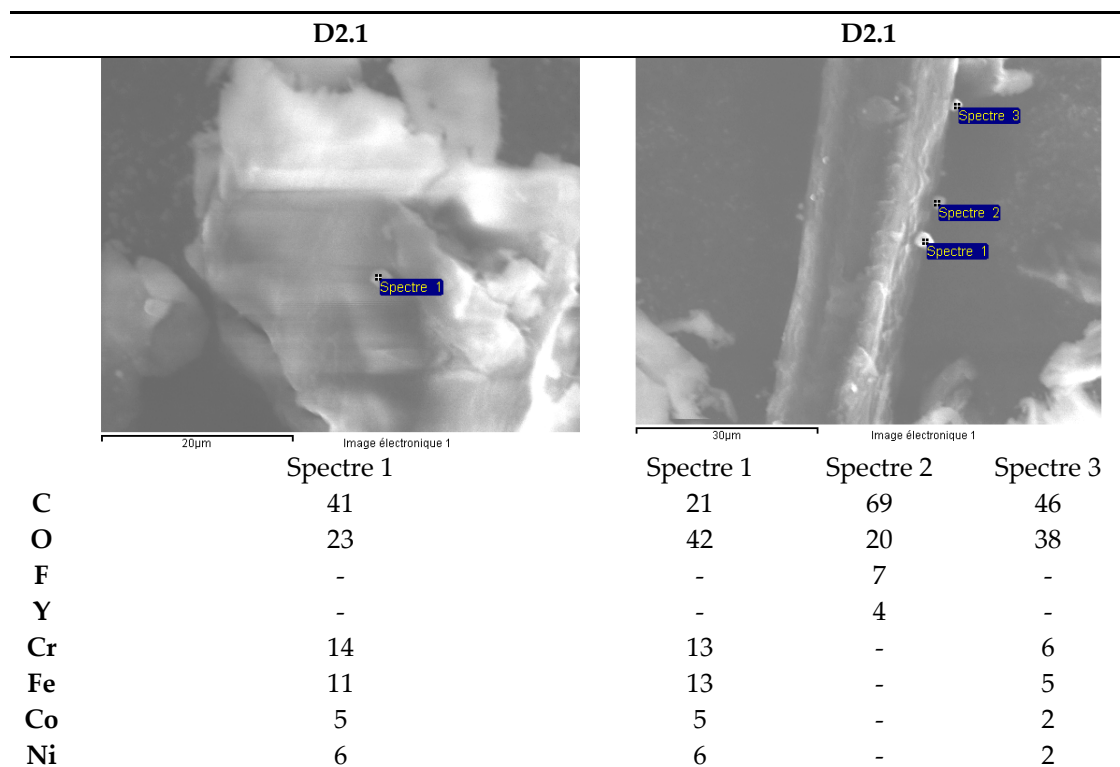 D2.1 D2.1
Spectre 3
Spectre 2
Spectre 1
Spectre 1
20µm Image électronique 1 30µm Image électronique 1
Spectre 1 Spectre 1 Spectre 2 Spectre 3
C 41 21 69 46
O 23 42 20 38
F - - 7 -
Y - - 4 -
Cr 14 13 - 6
Fe 11 13 - 5
Co 5 5 - 2
Ni 6 6 - 2